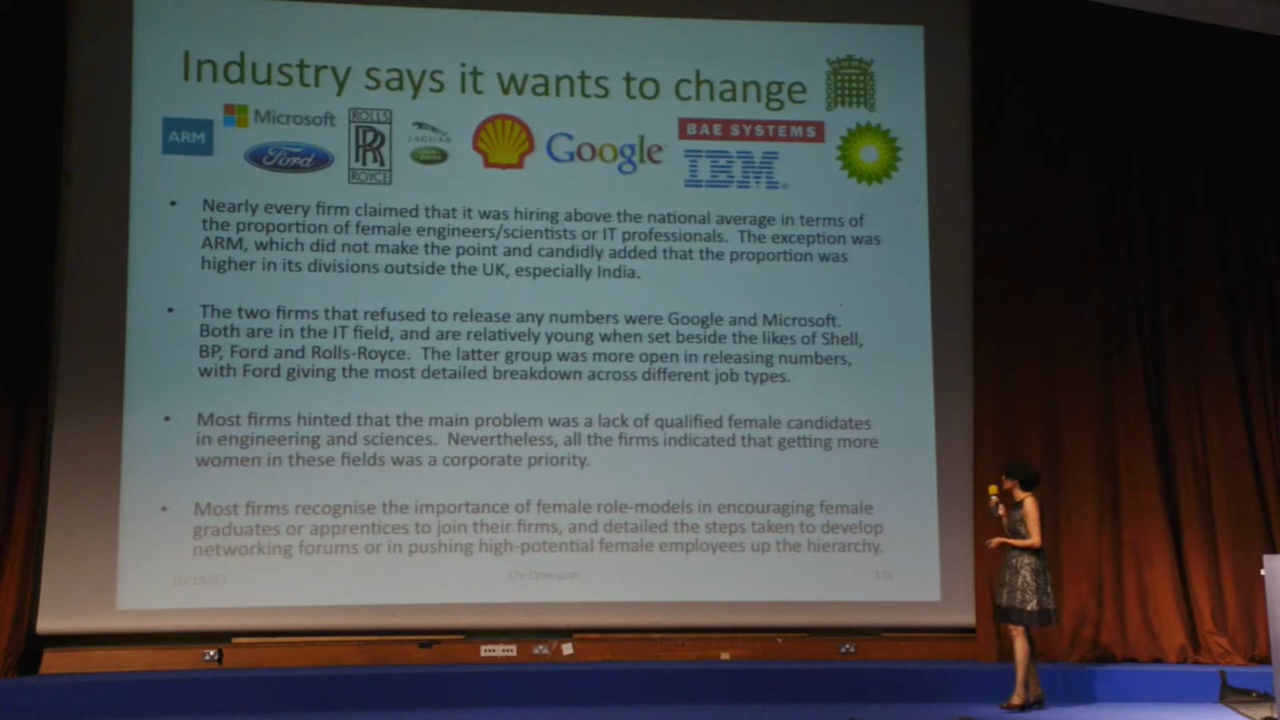 Industry says it wants to change
ARM
Microsoft
Ford
ROLLS
RR
ROYCE
JAGUAR
Google
BAE SYSTEMS
IBM
• Nearly every firm claimed that it was hiring above the national average in terms of
the proportion of female engineers/scientists or IT professionals. The exception was
ARM, which did not make the point and candidly added that the proportion was
higher in its divisions outside the UK, especially India.
• The two firms that refused to release any numbers were Google and Microsoft.
Both are in the IT field, and are relatively young when set beside the likes of Shell,
BP, Ford and Rolls-Royce. The latter group was more open in releasing numbers,
with Ford giving the most detailed breakdown across different job types.
• Most firms hinted that the main problem was a lack of qualified female candidates
in engineering and sciences. Nevertheless, all the firms indicated that getting more
women in these fields was a corporate priority.
• Most firms recognise the importance of female role-models in encouraging female
graduates or apprentices to join their firms, and detailed the steps taken to develop
networking forums or in pushing high-potential female employees up the hierarchy.